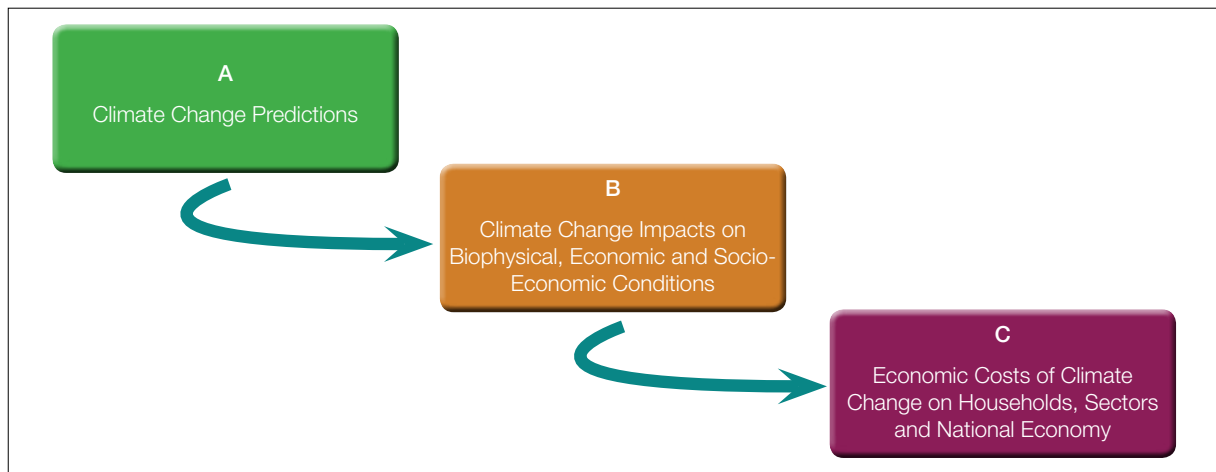 A
Climate Change Predictions
B
Climate Change Impacts on
Biophysical, Economic and Socio-
Economic Conditions
C
Economic Costs of Climate
Change on Households, Sectors
and National Economy